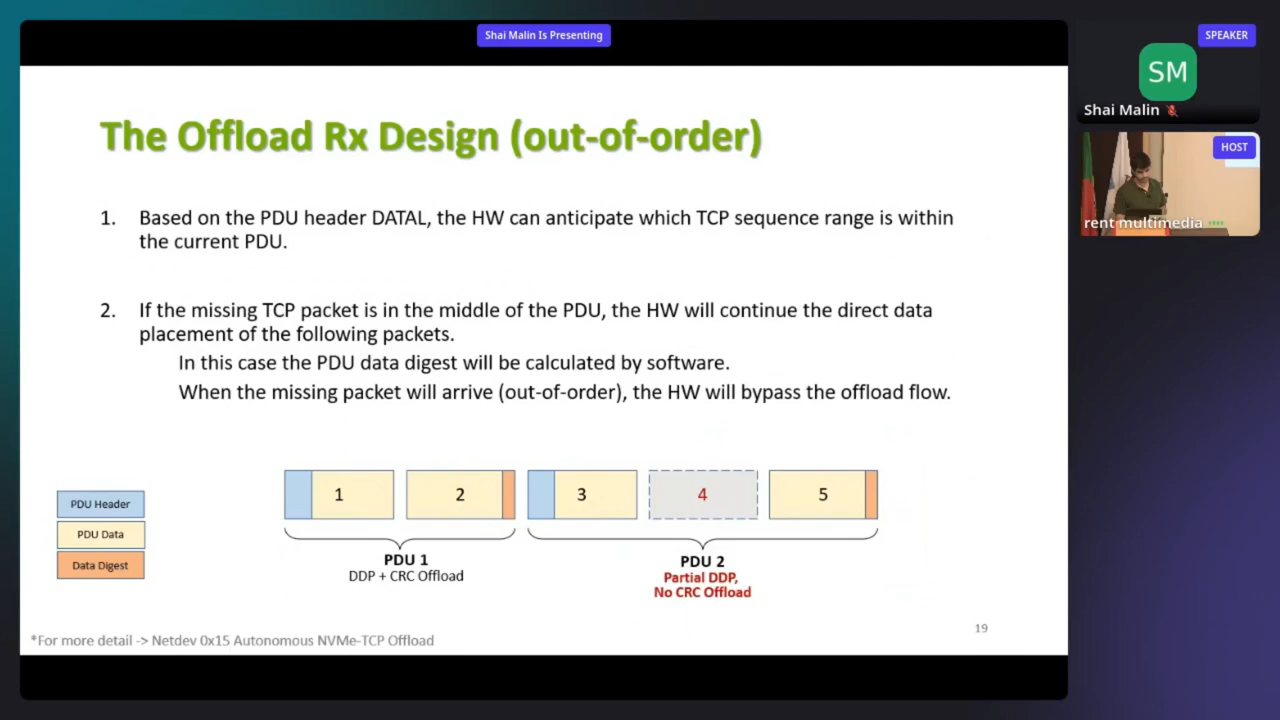 Shai Malin Is Presenting
SPEAKER
SM
Shai Malin
HOST
rent multimedia
The Offload Rx Design (out-of-order)
1. Based on the PDU header DATAL, the HW can anticipate which TCP sequence range is within
the current PDU.
2. If the missing TCP packet is in the middle of the PDU, the HW will continue the direct data
placement of the following packets.
In this case the PDU data digest will be calculated by software.
When the missing packet will arrive (out-of-order), the HW will bypass the offload flow.
PDU Header
PDU Data
Data Digest
1 2 3 4 5
PDU 1
DDP + CRC Offload
PDU 2
Partial DDP,
No CRC Offload
19
*For more detail -> Netdev 0x15 Autonomous NVMe-TCP Offload